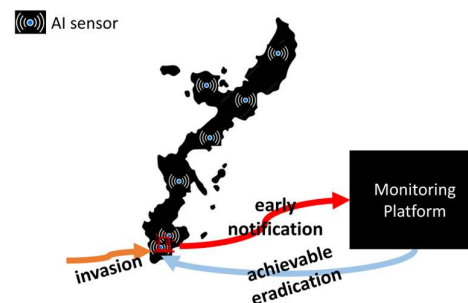 AI sensor
early
notification
Monitoring
Platform
invasion
achievable
eradication